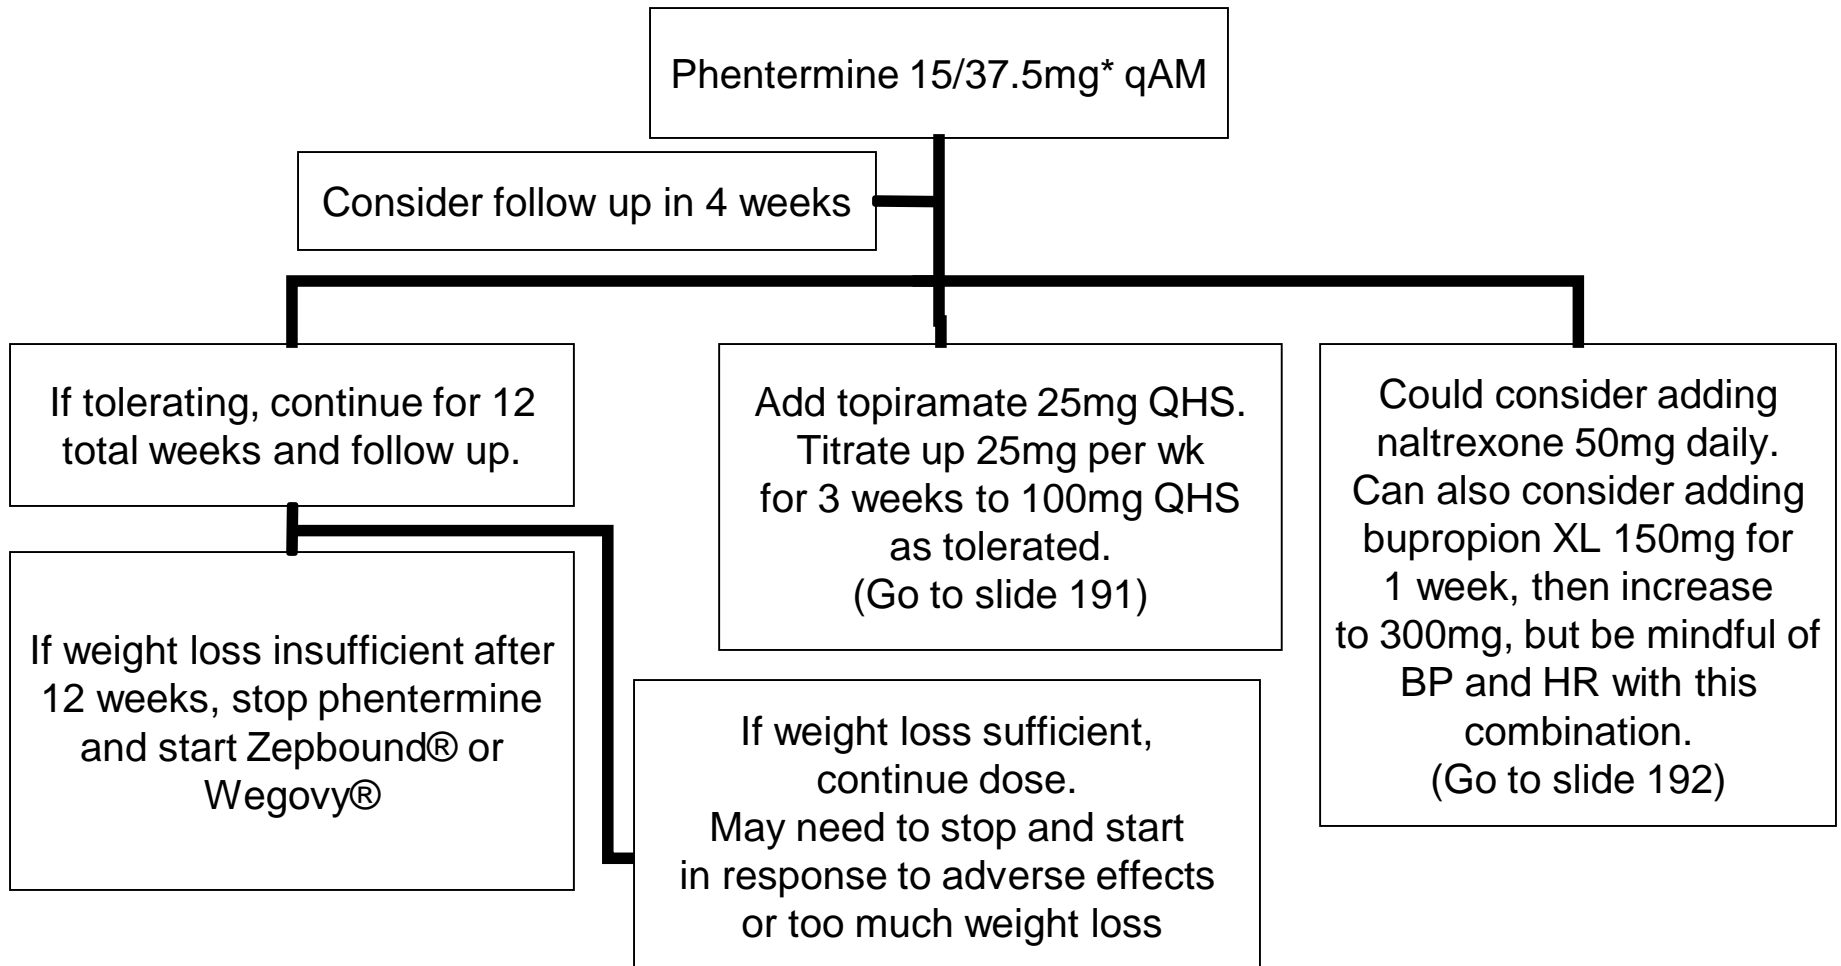 Phentermine 15/37.5mg* qAM
Consider follow up in 4 weeks
If tolerating, continue for 12
total weeks and follow up.
Add topiramate 25mg QHS.
Titrate up 25mg per wk
for 3 weeks to 100mg QHS
as tolerated.
(Go to slide 191)
Could consider adding
naltrexone 50mg daily.
Can also consider adding
bupropion XL 150mg for
1 week, then increase
to 300mg, but be mindful of
BP and HR with this
combination.
(Go to slide 192)
If weight loss insufficient after
12 weeks, stop phentermine
and start Zepbound® or
Wegovy®
If weight loss sufficient,
continue dose.
May need to stop and start
in response to adverse effects
or too much weight loss